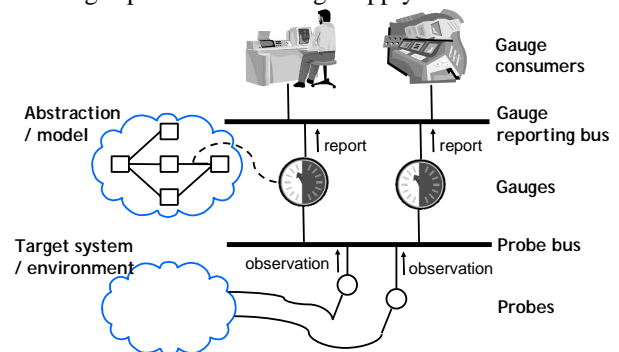 Gauge
consumers
Abstraction
/ model
Gauge
reporting bus
report
report
Gauges
Target system
/ environment
Probe bus
observation
observation
Probes